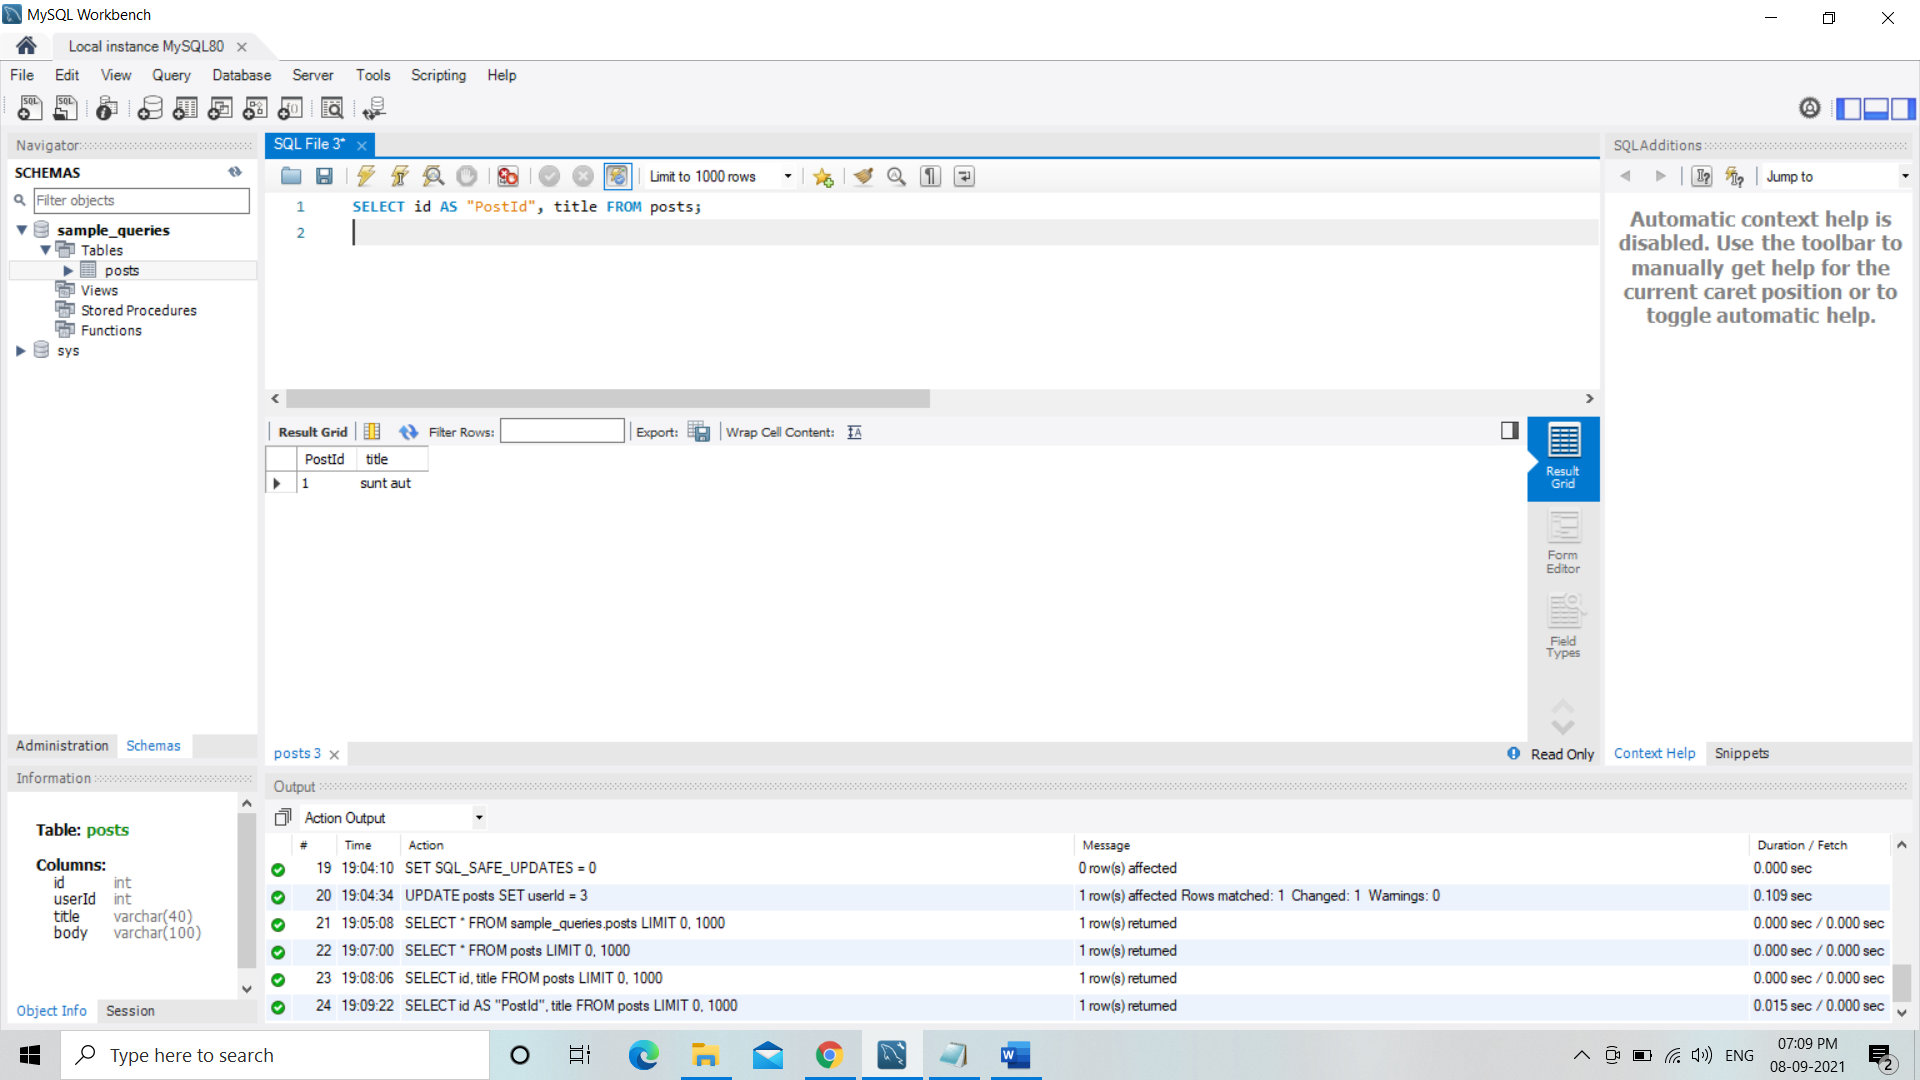 MySQL Workbench
Local instance MySQL80
File Edit View Query Database Server Tools Scripting Help
Navigator
SCHEMAS
Filter objects
sample_queries
Tables
posts
Views
Stored Procedures
Functions
sys
Administration Schemas
Information
Table: posts
Columns:
id int
userId int
title varchar(40)
body varchar(100)
Object Info Session
SQL File 3*
Limit to 1000 rows
1 SELECT id AS "PostId", title FROM posts;
2
Result Grid Filter Rows: Export: Wrap Cell Content:
PostId title
1 sunt aut
Result Grid
Form Editor
Field Types
posts 3
Read Only
SQLAdditions
Jump to
Automatic context help is
disabled. Use the toolbar to
manually get help for the
current caret position or to
toggle automatic help.
Context Help Snippets
Output
Action Output
# Time Action Message Duration / Fetch
19 19:04:10 SET SQL_SAFE_UPDATES = 0 0 row(s) affected 0.000 sec
20 19:04:34 UPDATE posts SET userId = 3 1 row(s) affected Rows matched: 1 Changed: 1 Warnings: 0 0.109 sec
21 19:05:08 SELECT * FROM sample_queries.posts LIMIT 0, 1000 1 row(s) returned 0.000 sec / 0.000 sec
22 19:07:00 SELECT * FROM posts LIMIT 0, 1000 1 row(s) returned 0.000 sec / 0.000 sec
23 19:08:06 SELECT id, title FROM posts LIMIT 0, 1000 1 row(s) returned 0.000 sec / 0.000 sec
24 19:09:22 SELECT id AS "PostId", title FROM posts LIMIT 0, 1000 1 row(s) returned 0.015 sec / 0.000 sec
Type here to search
ENG
07:09 PM
08-09-2021
2